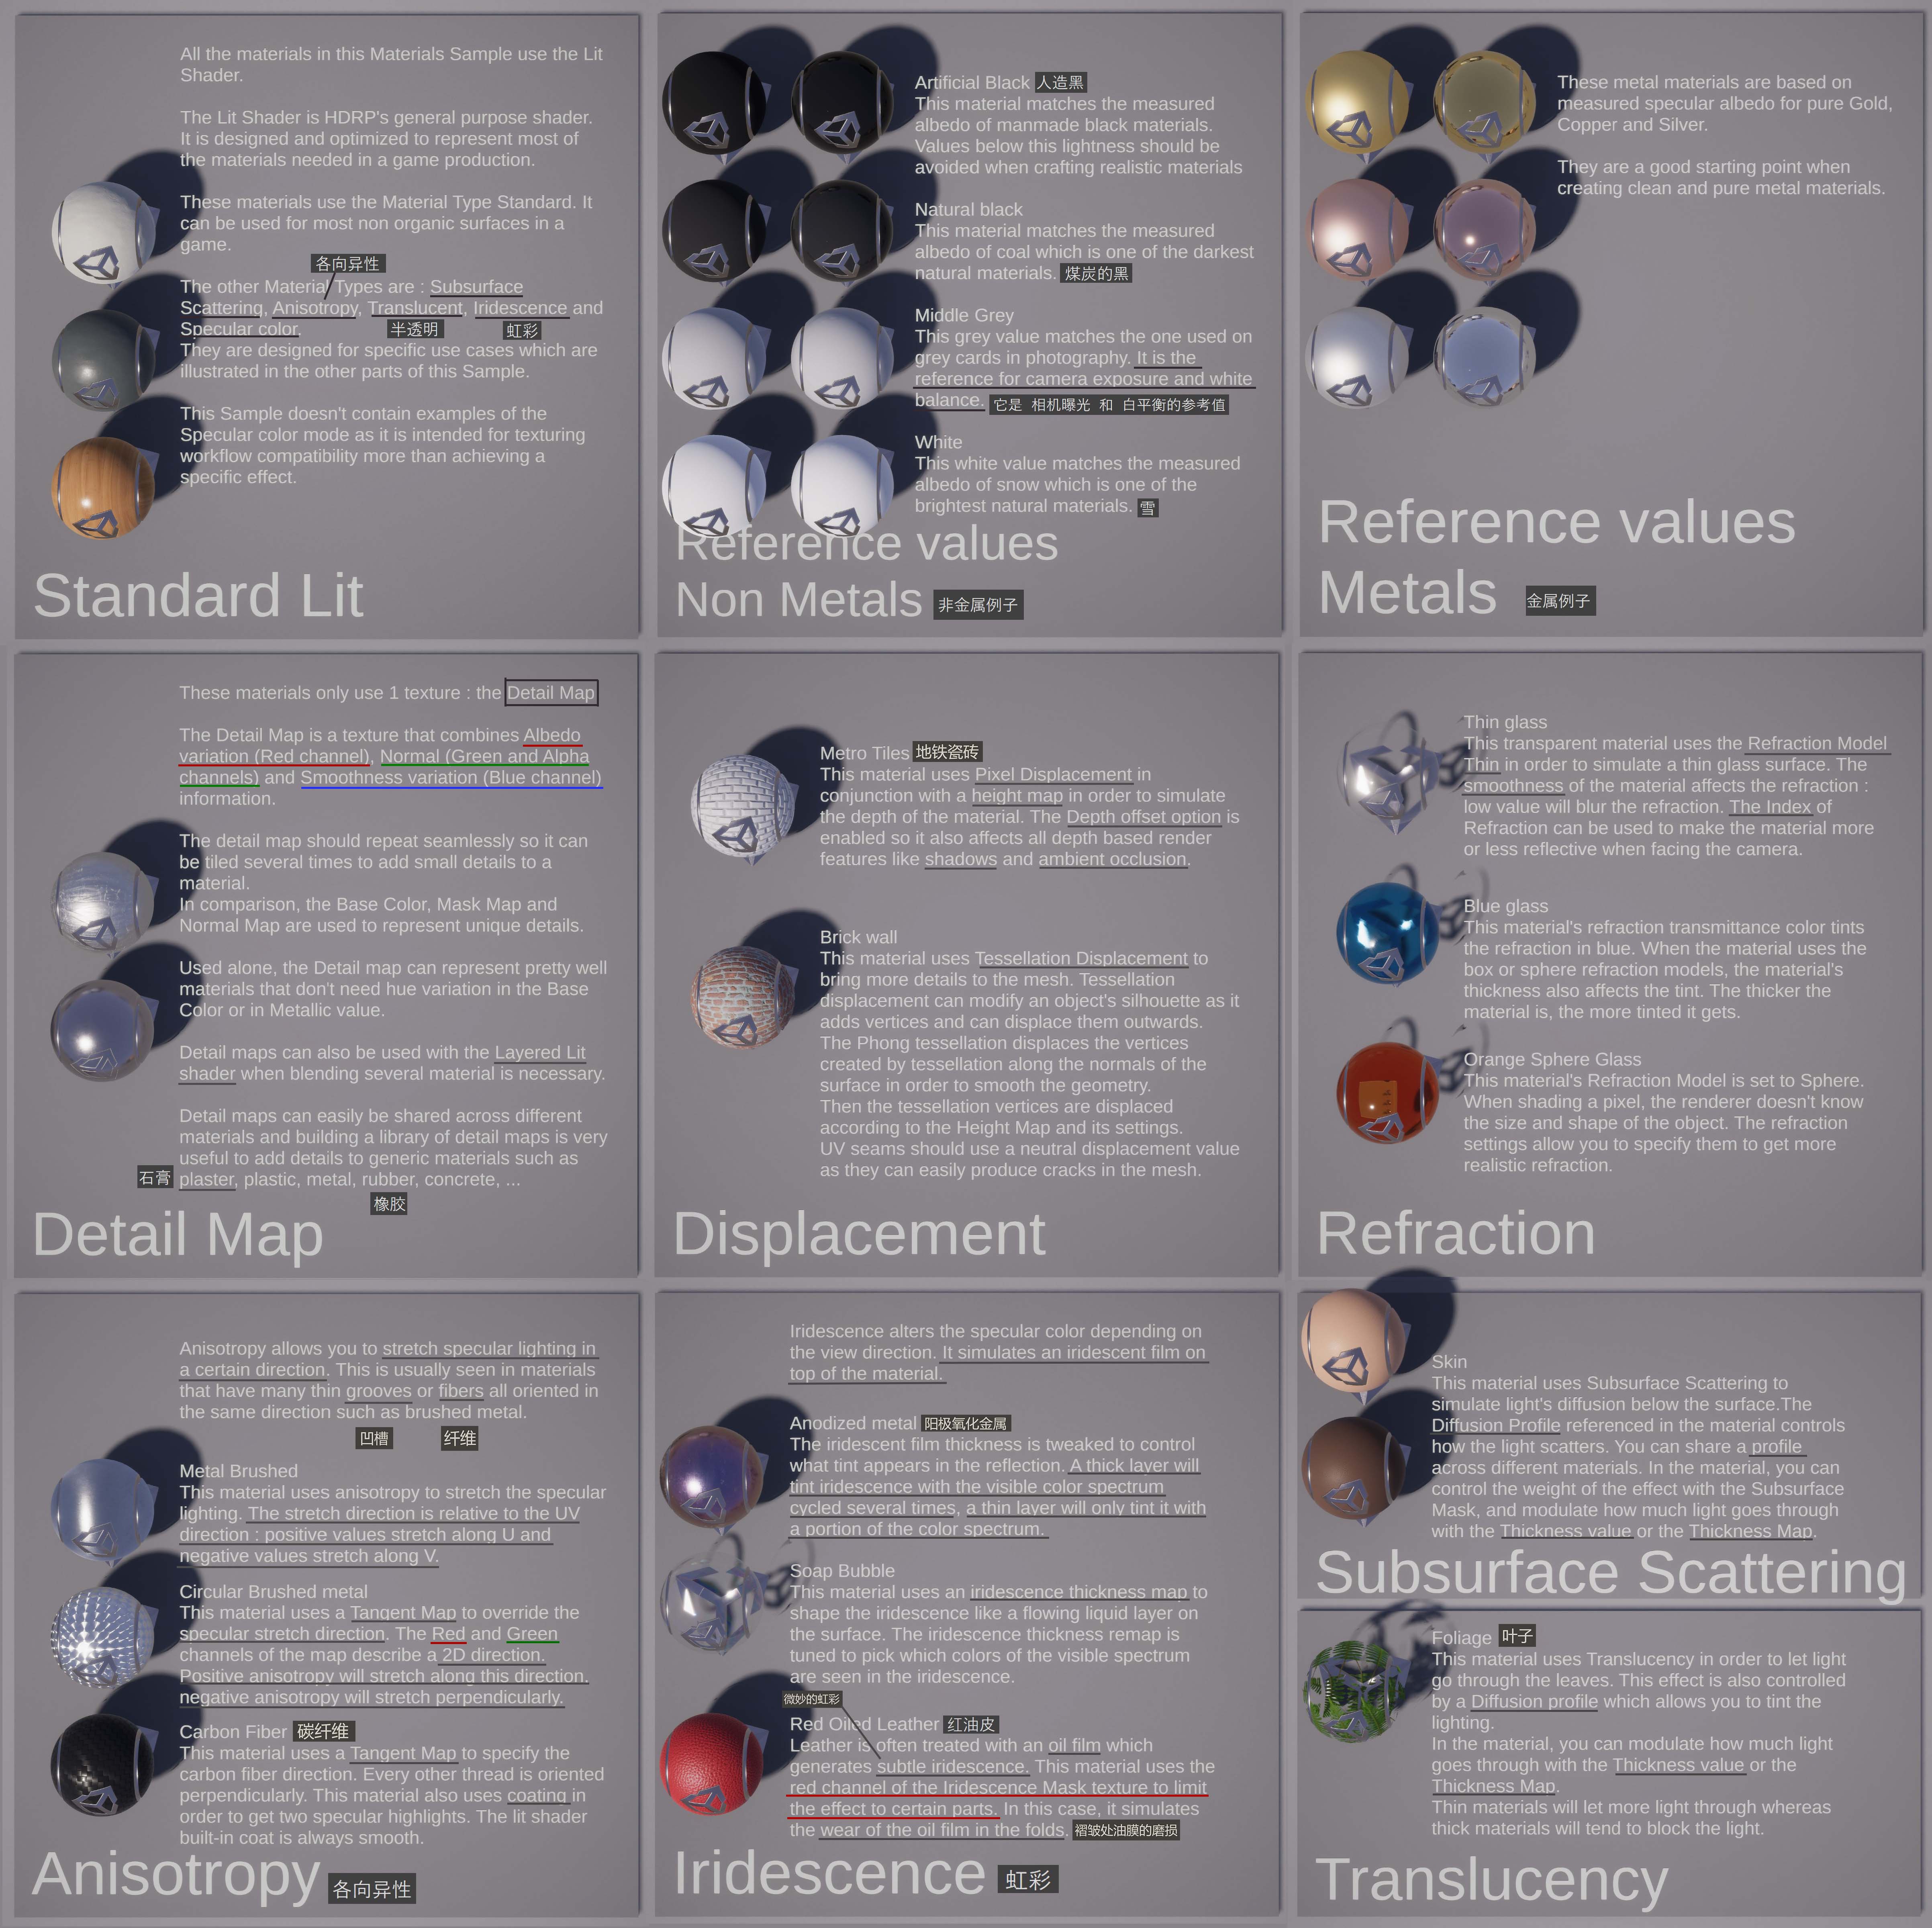 All the materials in this Materials Sample use the Lit
Shader.
The Lit Shader is HDRP's general purpose shader.
It is designed and optimized to represent most of
the materials needed in a game production.
These materials use the Material Type Standard. It
can be used for most non organic surfaces in a
game.
各向异性
The other Material Types are : Subsurface
Scattering, Anisotropy, Translucent, Iridescence and
Specular color.
半透明
虹彩
They are designed for specific use cases which are
illustrated in the other parts of this Sample.
This Sample doesn't contain examples of the
Specular color mode as it is intended for texturing
workflow compatibility more than achieving a
specific effect.
Standard Lit
Artificial Black 人造黑
This material matches the measured
albedo of manmade black materials.
Values below this lightness should be
avoided when crafting realistic materials
Natural black
This material matches the measured
albedo of coal which is one of the darkest
natural materials. 煤炭的黑
Middle Grey
This grey value matches the one used on
grey cards in photography. It is the
reference for camera exposure and white
balance. 它是 相机曝光 和 白平衡的参考值
White
This white value matches the measured
albedo of snow which is one of the
brightest natural materials. 雪
Reference values
Non Metals 非金属例子
These metal materials are based on
measured specular albedo for pure Gold,
Copper and Silver.
They are a good starting point when
creating clean and pure metal materials.
Reference values
Metals 金属例子
These materials only use 1 texture : the Detail Map
The Detail Map is a texture that combines Albedo
variation (Red channel), Normal (Green and Alpha
channels) and Smoothness variation (Blue channel)
information.
The detail map should repeat seamlessly so it can
be tiled several times to add small details to a
material.
In comparison, the Base Color, Mask Map and
Normal Map are used to represent unique details.
Used alone, the Detail map can represent pretty well
materials that don't need hue variation in the Base
Color or in Metallic value.
Detail maps can also be used with the Layered Lit
shader when blending several material is necessary.
Detail maps can easily be shared across different
materials and building a library of detail maps is very
useful to add details to generic materials such as
石膏 plaster, plastic, metal, rubber, concrete, ...
橡胶
Detail Map
Metro Tiles 地铁瓷砖
This material uses Pixel Displacement in
conjunction with a height map in order to simulate
the depth of the material. The Depth offset option is
enabled so it also affects all depth based render
features like shadows and ambient occlusion.
Brick wall
This material uses Tessellation Displacement to
bring more details to the mesh. Tessellation
displacement can modify an object's silhouette as it
adds vertices and can displace them outwards.
The Phong tessellation displaces the vertices
created by tessellation along the normals of the
surface in order to smooth the geometry.
Then the tessellation vertices are displaced
according to the Height Map and its settings.
UV seams should use a neutral displacement value
as they can easily produce cracks in the mesh.
Displacement
Thin glass
This transparent material uses the Refraction Model
Thin in order to simulate a thin glass surface. The
smoothness of the material affects the refraction :
low value will blur the refraction. The Index of
Refraction can be used to make the material more
or less reflective when facing the camera.
Blue glass
This material's refraction transmittance color tints
the refraction in blue. When the material uses the
box or sphere refraction models, the material's
thickness also affects the tint. The thicker the
material is, the more tinted it gets.
Orange Sphere Glass
This material's Refraction Model is set to Sphere.
When shading a pixel, the renderer doesn't know
the size and shape of the object. The refraction
settings allow you to specify them to get more
realistic refraction.
Refraction
Anisotropy allows you to stretch specular lighting in
a certain direction. This is usually seen in materials
that have many thin grooves or fibers all oriented in
the same direction such as brushed metal.
凹槽
纤维
Metal Brushed
This material uses anisotropy to stretch the specular
lighting. The stretch direction is relative to the UV
direction : positive values stretch along U and
negative values stretch along V.
Circular Brushed metal
This material uses a Tangent Map to override the
specular stretch direction. The Red and Green
channels of the map describe a 2D direction.
Positive anisotropy will stretch along this direction.
negative anisotropy will stretch perpendicularly.
Carbon Fiber 碳纤维
This material uses a Tangent Map to specify the
carbon fiber direction. Every other thread is oriented
perpendicularly. This material also uses coating in
order to get two specular highlights. The lit shader
built-in coat is always smooth.
Anisotropy 各向异性
Iridescence alters the specular color depending on
the view direction. It simulates an iridescent film on
top of the material.
Anodized metal 阳极氧化金属
The iridescent film thickness is tweaked to control
what tint appears in the reflection. A thick layer will
tint iridescence with the visible color spectrum
cycled several times, a thin layer will only tint it with
a portion of the color spectrum.
Soap Bubble
This material uses an iridescence thickness map to
shape the iridescence like a flowing liquid layer on
the surface. The iridescence thickness remap is
tuned to pick which colors of the visible spectrum
are seen in the iridescence.
微妙的虹彩
Red Oiled Leather 红油皮
Leather is often treated with an oil film which
generates subtle iridescence. This material uses the
red channel of the Iridescence Mask texture to limit
the effect to certain parts. In this case, it simulates
the wear of the oil film in the folds. 褶皱处油膜的磨损
Iridescence 虹彩
Skin
This material uses Subsurface Scattering to
simulate light's diffusion below the surface.The
Diffusion Profile referenced in the material controls
how the light scatters. You can share a profile
across different materials. In the material, you can
control the weight of the effect with the Subsurface
Mask, and modulate how much light goes through
with the Thickness value or the Thickness Map.
Subsurface Scattering
Foliage 叶子
This material uses Translucency in order to let light
go through the leaves. This effect is also controlled
by a Diffusion profile which allows you to tint the
lighting.
In the material, you can modulate how much light
goes through with the Thickness value or the
Thickness Map.
Thin materials will let more light through whereas
thick materials will tend to block the light.
Translucency